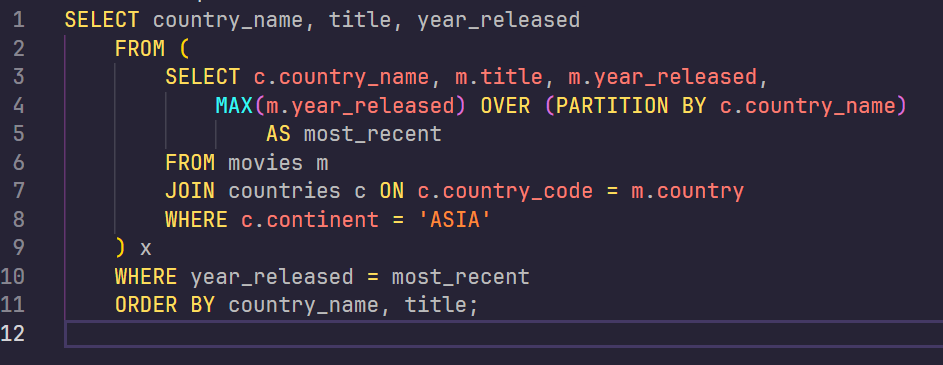 1 SELECT country_name, title, year_released
2 FROM (
3 SELECT c.country_name, m.title, m.year_released,
4 MAX(m.year_released) OVER (PARTITION BY c.country_name)
5 AS most_recent
6 FROM movies m
7 JOIN countries c ON c.country_code = m.country
8 WHERE c.continent = 'ASIA'
9 ) x
10 WHERE year_released = most_recent
11 ORDER BY country_name, title;
12